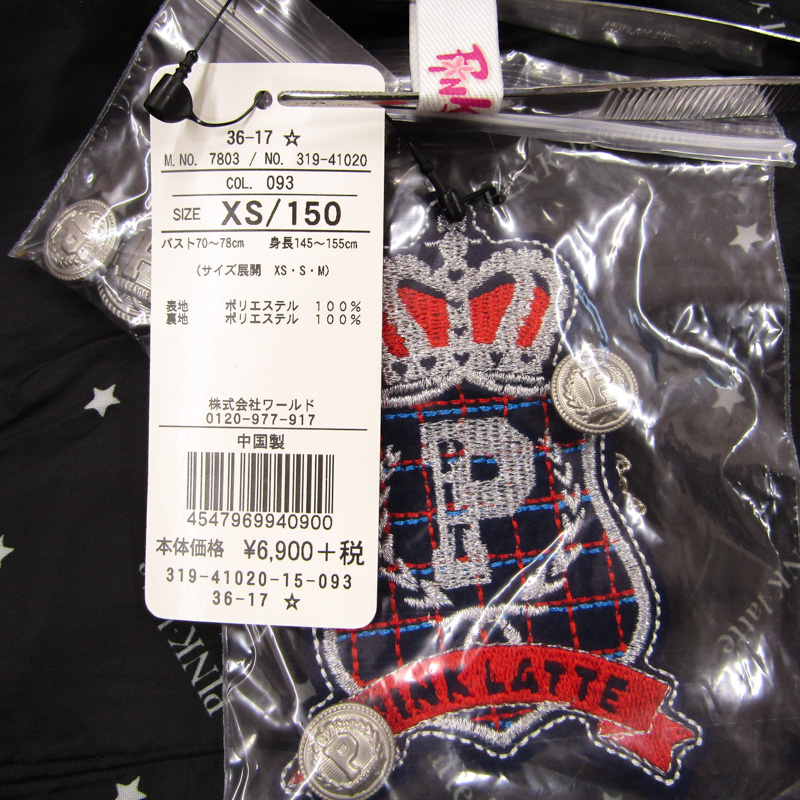 PINK
36-17 ☆
M.NO. 7803 / NO. 319-41020
COL. 093
SIZE XS/150
バスト70～78cm 身長145～155cm
(サイズ展開 XS・S・M)
表地 ポリエステル 100%
裏地 ポリエステル 100%
株式会社ワールド
0120-977-917
中国製
4547969940900
本体価格 ¥6,900+税
319-41020-15-093
36-17 ☆
P
PINK LATTE
P
P
P
PINK-latte